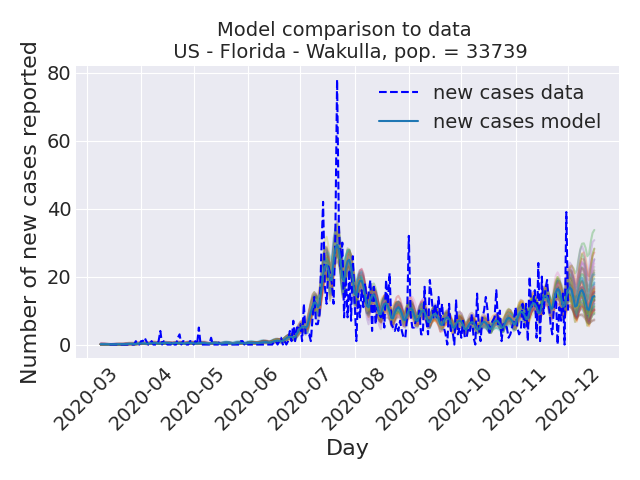 Model comparison to data
US - Florida - Wakulla, pop. = 33739
Number of new cases reported
80
60
40
20
0
new cases data
new cases model
2020-03
2020-04
2020-05
2020-06
2020-07
2020-08
2020-09
2020-10
2020-11
2020-12
Day